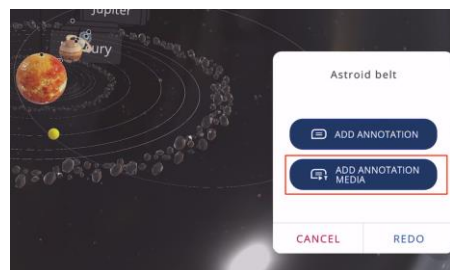 Jupiter
ury
Astroid belt
ADD ANNOTATION
ADD ANNOTATION
MEDIA
CANCEL
REDO